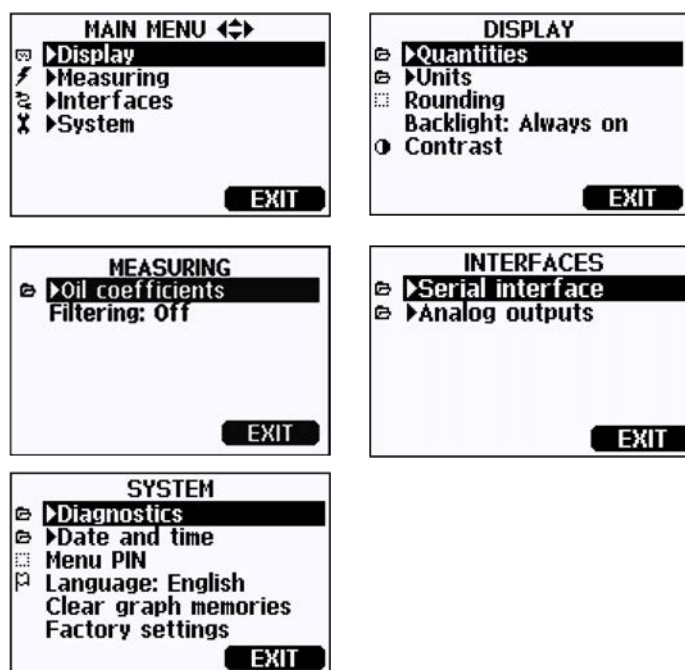 MAIN MENU
Display
Measuring
Interfaces
System
EXIT
DISPLAY
Quantities
Units
Rounding
Backlight: Always on
Contrast
EXIT
MEASURING
Oil coefficients
Filtering: Off
EXIT
INTERFACES
Serial interface
Analog outputs
EXIT
SYSTEM
Diagnostics
Date and time
Menu PIN
Language: English
Clear graph memories
Factory settings
EXIT